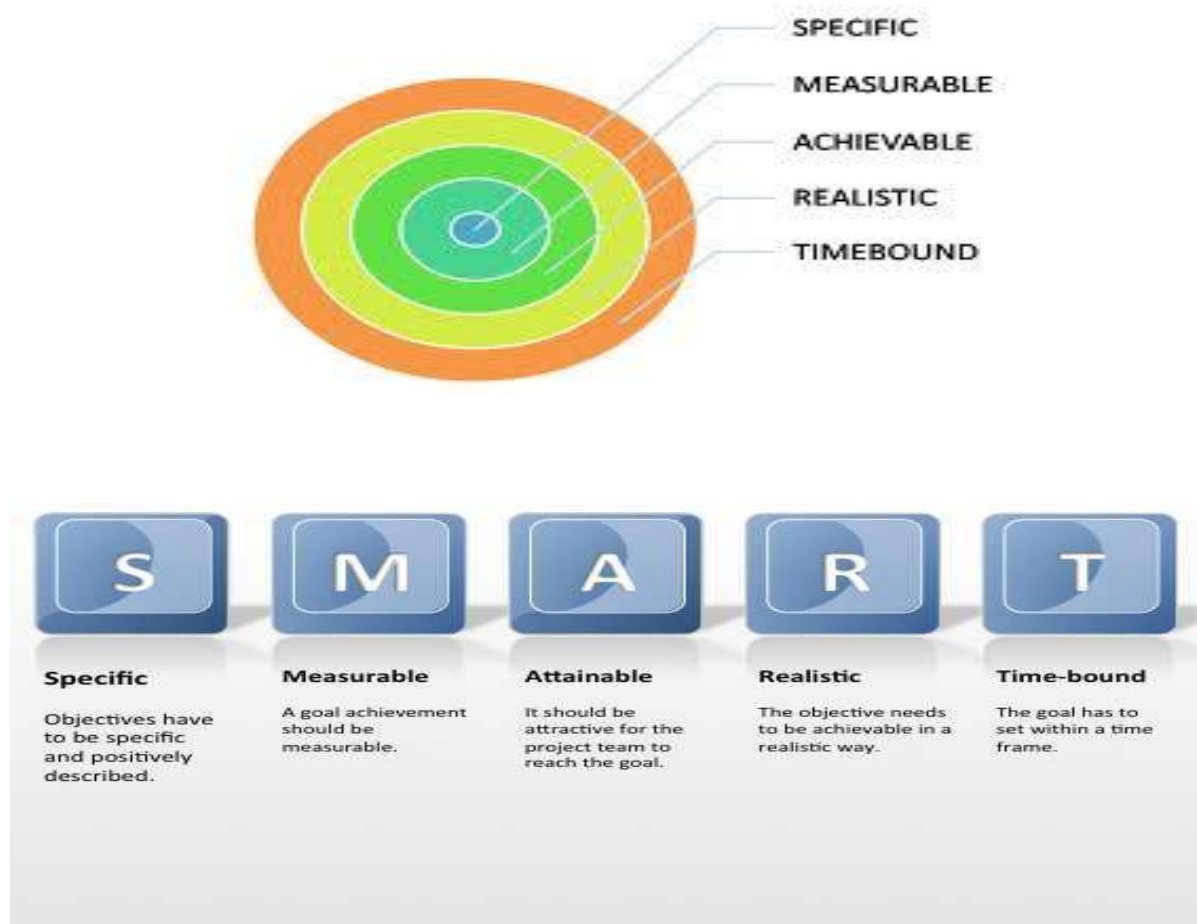 SPECIFIC
MEASURABLE
ACHIEVABLE
REALISTIC
TIMEBOUND
S
M
A
R
T
Specific
Objectives have
to be specific
and positively
described.
Measurable
A goal achievement
should be
measurable.
Attainable
It should be
attractive for the
project team to
reach the goal.
Realistic
The objective needs
to be achievable in a
realistic way.
Time-bound
The goal has to
set within a time
frame.